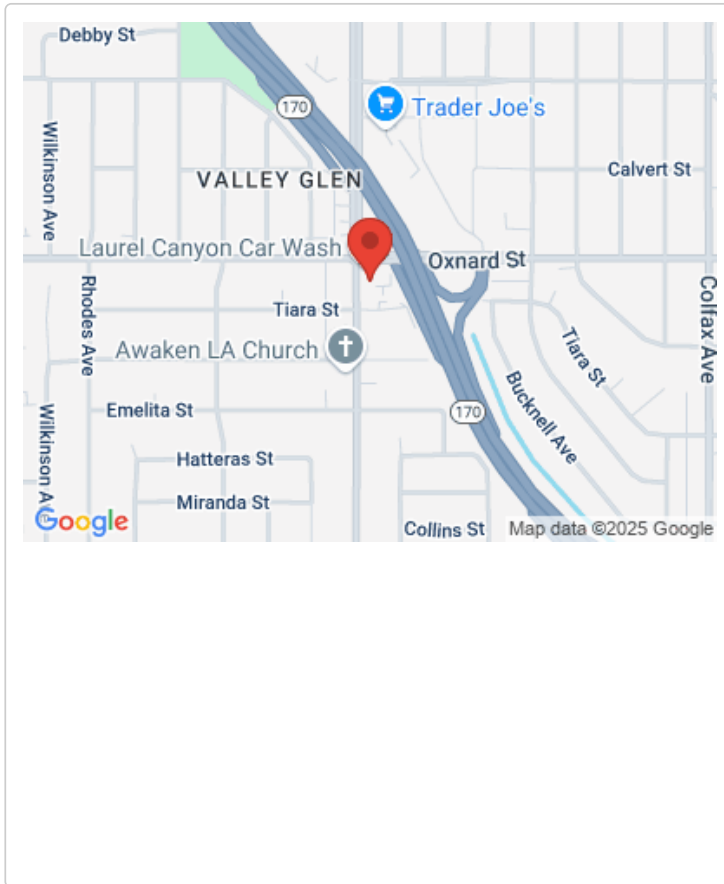 Debby St
170
Trader Joe's
Wilkinson Ave
VALLEY GLEN
Calvert St
Laurel Canyon Car Wash
Oxnard St
Rhodes Ave
Tiara St
Colfax Ave
Tiara St
Awaken LA Church
Bucknell Ave
Emelita St
170
Wilkinson A
Hatteras St
Miranda St
Google
Collins St
Map data ©2025 Google